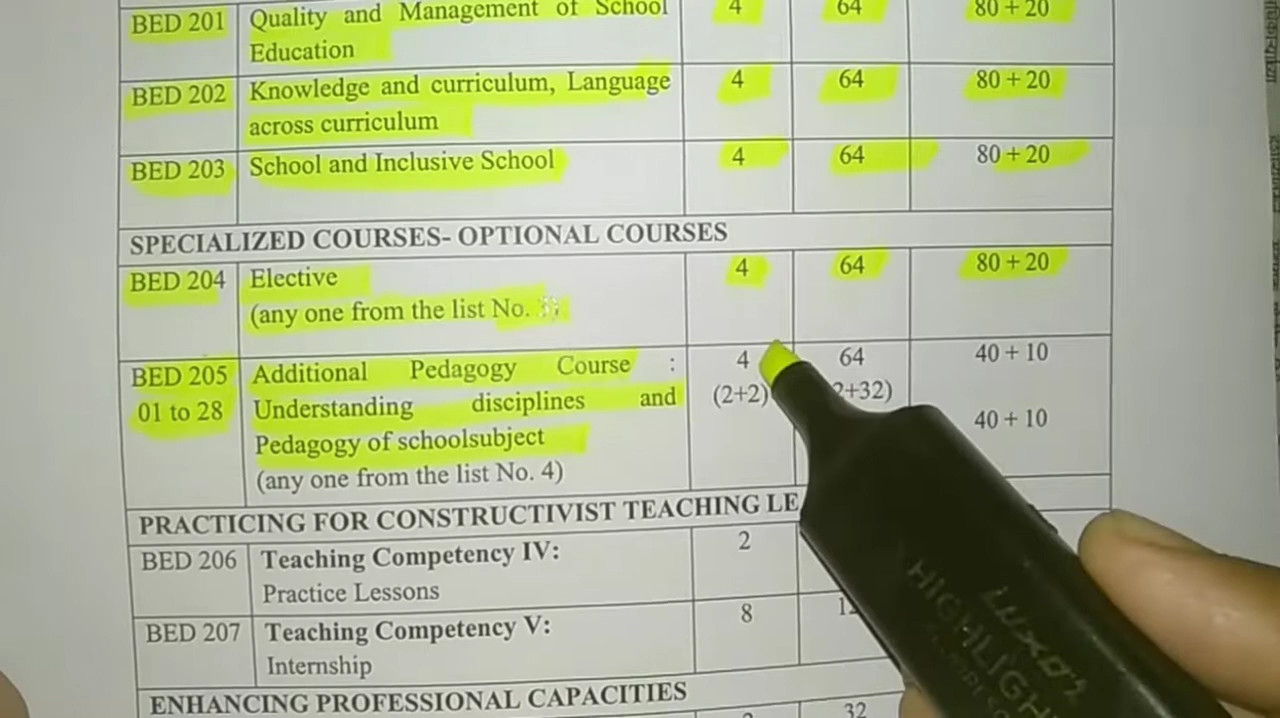 BED 201 Quality and Management of School 4 64 80 + 20
Education
BED 202 Knowledge and curriculum, Language 4 64 80 + 20
across curriculum
BED 203 School and Inclusive School 4 64 80 + 20
SPECIALIZED COURSES- OPTIONAL COURSES
BED 204 Elective 4 64 80 + 20
(any one from the list No.
BED 205 Additional Pedagogy Course : 4 64 40 + 10
01 to 28 Understanding disciplines and (2+2) 2+32) 40 + 10
Pedagogy of schoolsubject
(any one from the list No. 4)
PRACTICING FOR CONSTRUCTIVIST TEACHING LE
BED 206 Teaching Competency IV: 2
Practice Lessons
BED 207 Teaching Competency V: 8
Internship
ENHANCING PROFESSIONAL CAPACITIES
32
LUXOR
HIGHLIGH